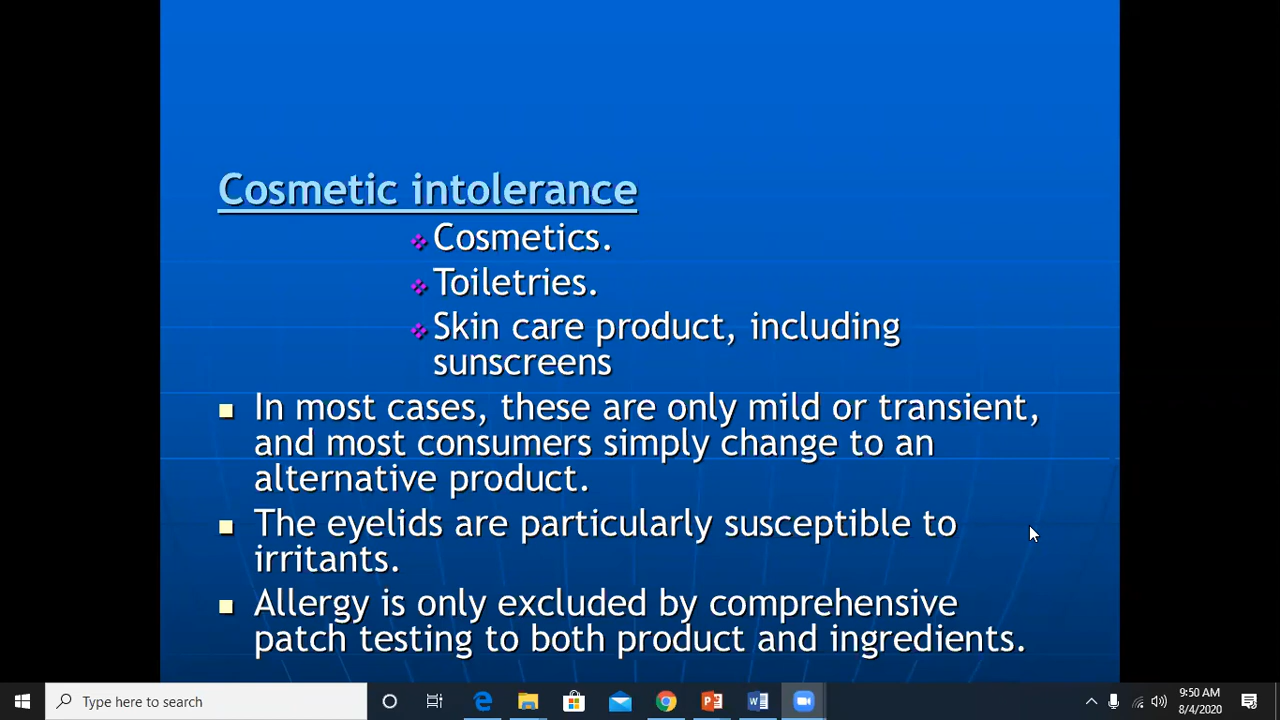 Cosmetic intolerance
Cosmetics.
Toiletries.
Skin care product, including
sunscreens
In most cases, these are only mild or transient,
and most consumers simply change to an
alternative product.
The eyelids are particularly susceptible to
irritants.
Allergy is only excluded by comprehensive
patch testing to both product and ingredients.
Type here to search
9:50 AM
8/4/2020